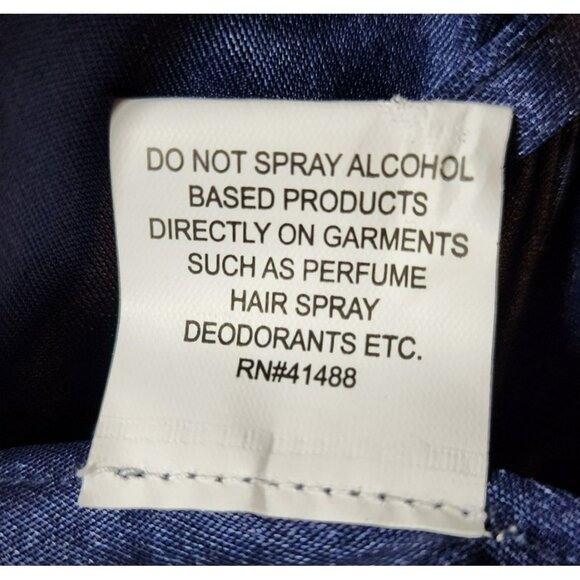 DO NOT SPRAY ALCOHOL
BASED PRODUCTS
DIRECTLY ON GARMENTS
SUCH AS PERFUME
HAIR SPRAY
DEODORANTS ETC.
RN#41488